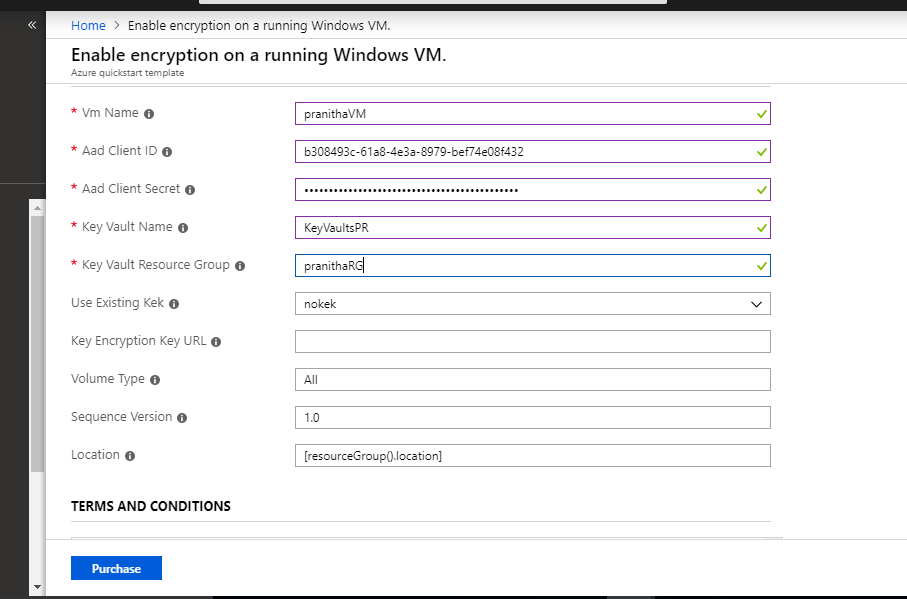 «
Home > Enable encryption on a running Windows VM.
Enable encryption on a running Windows VM.
Azure quickstart template
* Vm Name pranithaVM
* Aad Client ID b308493c-61a8-4e3a-8979-bef74e08f432
* Aad Client Secret ••••••••••••••••••••••••••••••••••••••••••••
* Key Vault Name KeyVaultsPR
* Key Vault Resource Group pranithaRG
Use Existing Kek nokek
Key Encryption Key URL
Volume Type All
Sequence Version 1.0
Location [resourceGroup().location]
TERMS AND CONDITIONS
Purchase